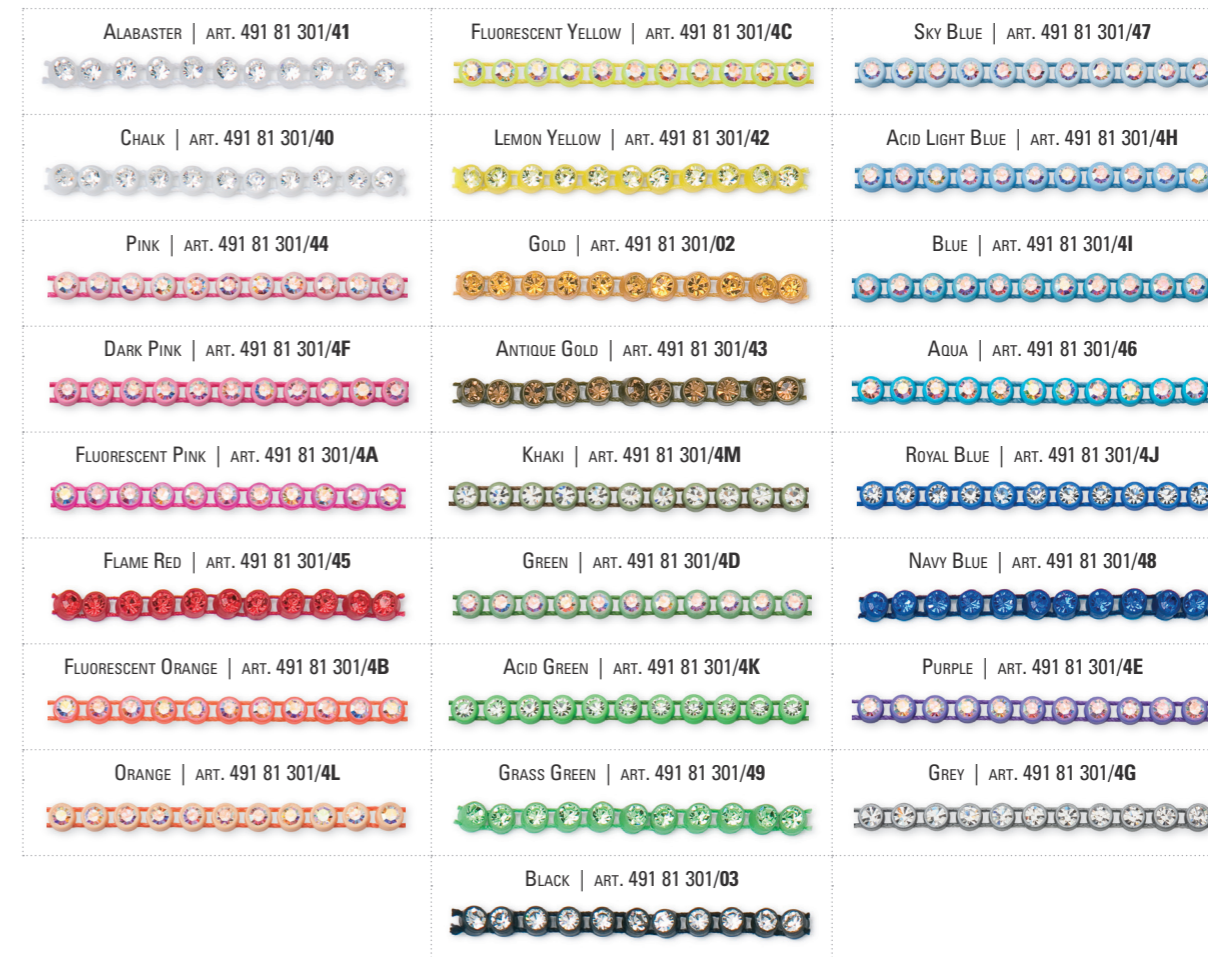 Alabaster | art. 491 81 301/41
Fluorescent Yellow | art. 491 81 301/4C
Sky Blue | art. 491 81 301/47
Chalk | art. 491 81 301/40
Lemon Yellow | art. 491 81 301/42
Acid Light Blue | art. 491 81 301/4H
Pink | art. 491 81 301/44
Gold | art. 491 81 301/02
Blue | art. 491 81 301/4I
Dark Pink | art. 491 81 301/4F
Antique Gold | art. 491 81 301/43
Aqua | art. 491 81 301/46
Fluorescent Pink | art. 491 81 301/4A
Khaki | art. 491 81 301/4M
Royal Blue | art. 491 81 301/4J
Flame Red | art. 491 81 301/45
Green | art. 491 81 301/4D
Navy Blue | art. 491 81 301/48
Fluorescent Orange | art. 491 81 301/4B
Acid Green | art. 491 81 301/4K
Purple | art. 491 81 301/4E
Orange | art. 491 81 301/4L
Grass Green | art. 491 81 301/49
Grey | art. 491 81 301/4G
Black | art. 491 81 301/03